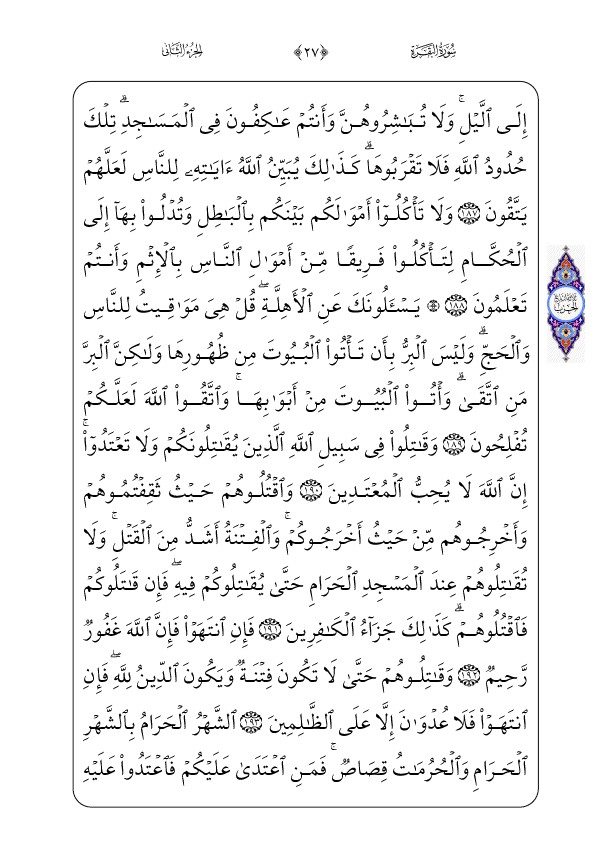 سُورَةُ البَقَرَةِ ﴿٢٧﴾ الجُزءُ الثَّانِي
إِلَى ٱلَّيۡلِۚ وَلَا تُبَٰشِرُوهُنَّ وَأَنتُمۡ عَٰكِفُونَ فِى ٱلۡمَسَٰجِدِۗ تِلۡكَ
حُدُودُ ٱللَّهِ فَلَا تَقۡرَبُوهَاۗ كَذَٰلِكَ يُبَيِّنُ ٱللَّهُ ءَايَٰتِهِۦ لِلنَّاسِ لَعَلَّهُمۡ
يَتَّقُونَ ١٨٧ وَلَا تَأۡكُلُوٓاْ أَمۡوَٰلَكُم بَيۡنَكُم بِٱلۡبَٰطِلِ وَتُدۡلُواْ بِهَآ إِلَى
ٱلۡحُكَّامِ لِتَأۡكُلُواْ فَرِيقًا مِّنۡ أَمۡوَٰلِ ٱلنَّاسِ بِٱلۡإِثۡمِ وَأَنتُمۡ
تَعۡلَمُونَ ١٨٨ ۞ يَسۡـَٔلُونَكَ عَنِ ٱلۡأَهِلَّةِۖ قُلۡ هِىَ مَوَٰقِيتُ لِلنَّاسِ
وَٱلۡحَجِّۗ وَلَيۡسَ ٱلۡبِرُّ بِأَن تَأۡتُواْ ٱلۡبُيُوتَ مِن ظُهُورِهَا وَلَٰكِنَّ ٱلۡبِرَّ
مَنِ ٱتَّقَىٰۗ وَأۡتُواْ ٱلۡبُيُوتَ مِنۡ أَبۡوَٰبِهَاۚ وَٱتَّقُواْ ٱللَّهَ لَعَلَّكُمۡ
تُفۡلِحُونَ ١٨٩ وَقَٰتِلُواْ فِى سَبِيلِ ٱللَّهِ ٱلَّذِينَ يُقَٰتِلُونَكُمۡ وَلَا تَعۡتَدُوٓاْۚ
إِنَّ ٱللَّهَ لَا يُحِبُّ ٱلۡمُعۡتَدِينَ ١٩٠ وَٱقۡتُلُوهُمۡ حَيۡثُ ثَقِفۡتُمُوهُمۡ
وَأَخۡرِجُوهُم مِّنۡ حَيۡثُ أَخۡرَجُوكُمۡۚ وَٱلۡفِتۡنَةُ أَشَدُّ مِنَ ٱلۡقَتۡلِۚ وَلَا
تُقَٰتِلُوهُمۡ عِندَ ٱلۡمَسۡجِدِ ٱلۡحَرَامِ حَتَّىٰ يُقَٰتِلُوكُمۡ فِيهِۖ فَإِن قَٰتَلُوكُمۡ
فَٱقۡتُلُوهُمۡۗ كَذَٰلِكَ جَزَآءُ ٱلۡكَٰفِرِينَ ١٩١ فَإِنِ ٱنتَهَوۡاْ فَإِنَّ ٱللَّهَ غَفُورٌ
رَّحِيمٌ ١٩٢ وَقَٰتِلُوهُمۡ حَتَّىٰ لَا تَكُونَ فِتۡنَةٌ وَيَكُونَ ٱلدِّينُ لِلَّهِۖ فَإِنِ
ٱنتَهَوۡاْ فَلَا عُدۡوَٰنَ إِلَّا عَلَى ٱلظَّٰلِمِينَ ١٩٣ ٱلشَّهۡرُ ٱلۡحَرَامُ بِٱلشَّهۡرِ
ٱلۡحَرَامِ وَٱلۡحُرُمَٰتُ قِصَاصٌۚ فَمَنِ ٱعۡتَدَىٰ عَلَيۡكُمۡ فَٱعۡتَدُواْ عَلَيۡهِ